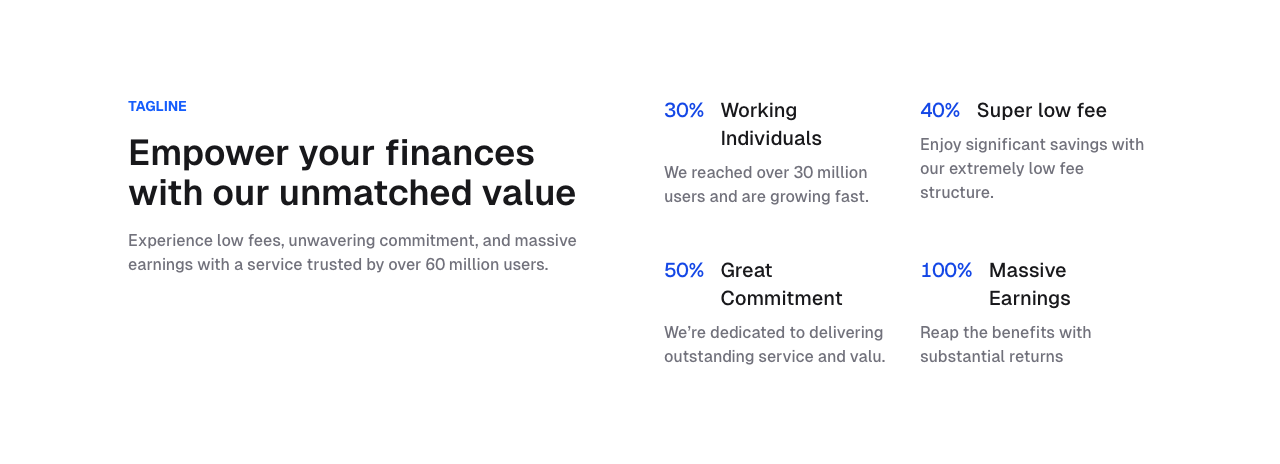 TAGLINE
Empower your finances
with our unmatched value
Experience low fees, unwavering commitment, and massive
earnings with a service trusted by over 60 million users.
30% Working
Individuals
We reached over 30 million
users and are growing fast.
40% Super low fee
Enjoy significant savings with
our extremely low fee
structure.
50% Great
Commitment
We’re dedicated to delivering
outstanding service and valu.
100% Massive
Earnings
Reap the benefits with
substantial returns